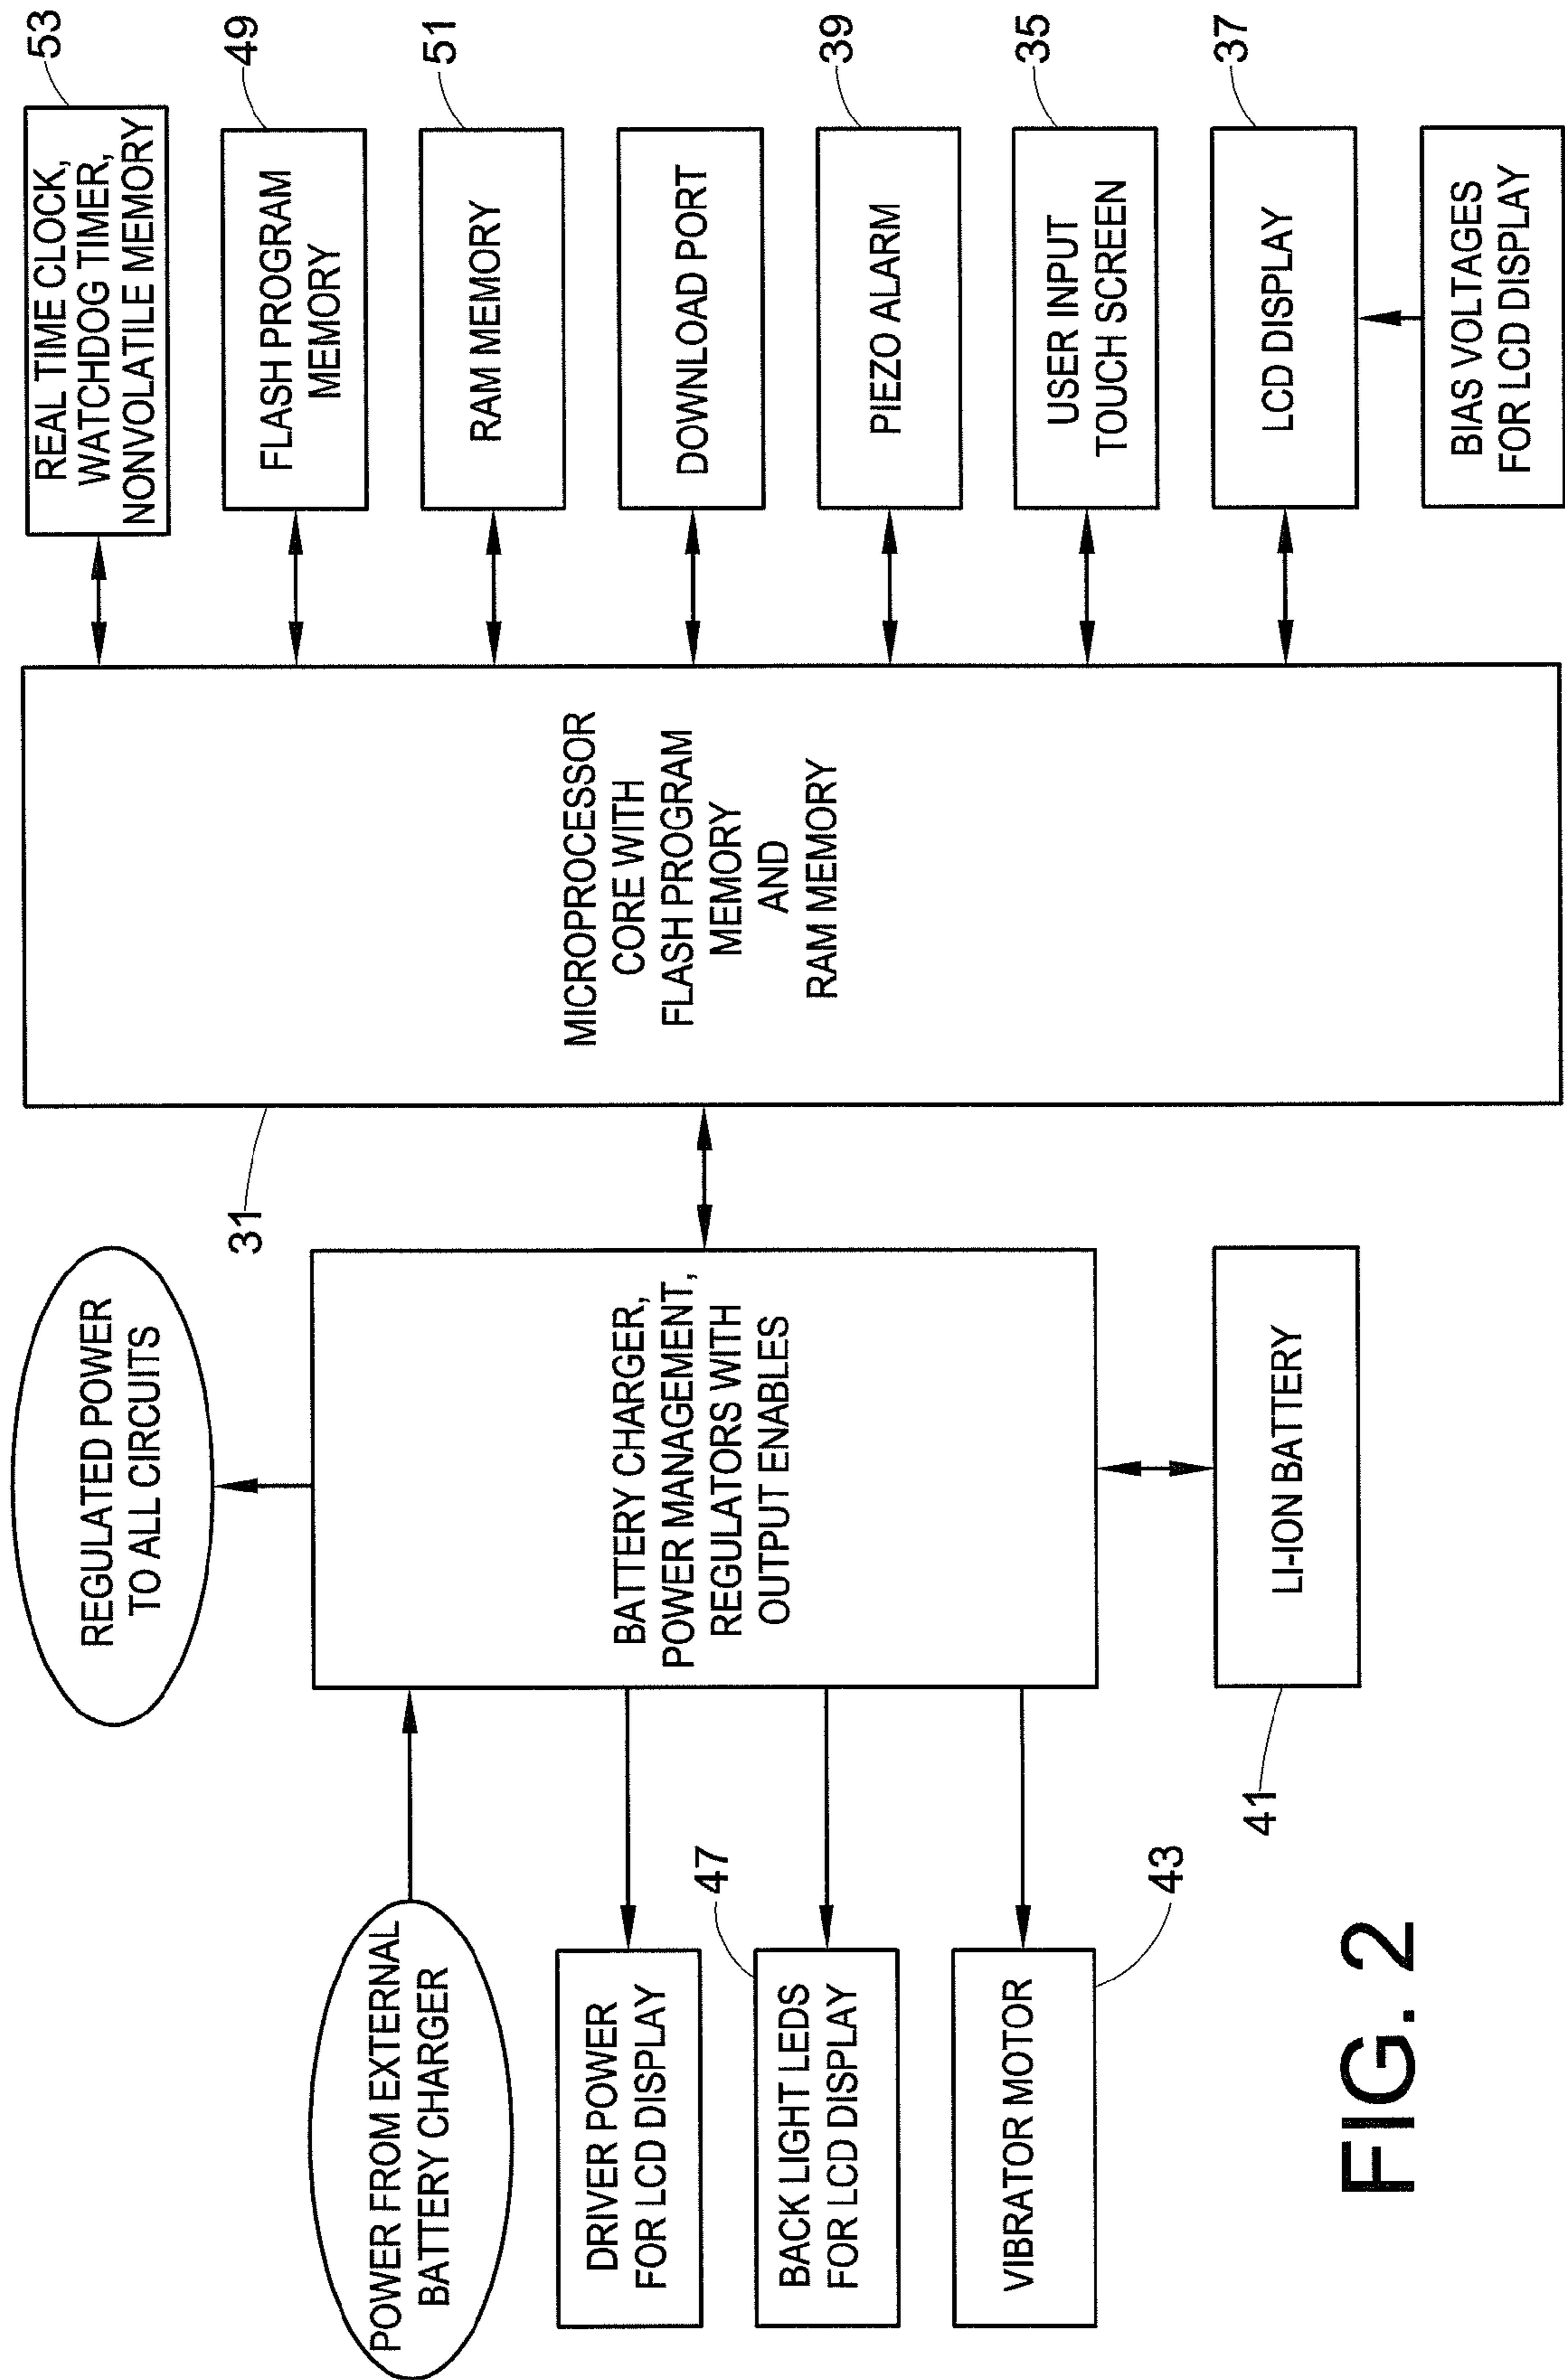 REGULATED POWER
TO ALL CIRCUITS
POWER FROM EXTERNAL
BATTERY CHARGER
DRIVER POWER
FOR LCD DISPLAY
47
BACK LIGHT LEDS
FOR LCD DISPLAY
VIBRATOR MOTOR
43
BATTERY CHARGER,
POWER MANAGEMENT,
REGULATORS WITH
OUTPUT ENABLES
LI-ION BATTERY
41
31
MICROPROCESSOR
CORE WITH
FLASH PROGRAM
MEMORY
AND
RAM MEMORY
REAL TIME CLOCK,
WATCHDOG TIMER,
NONVOLATILE MEMORY
53
FLASH PROGRAM
MEMORY
49
RAM MEMORY
51
DOWNLOAD PORT
PIEZO ALARM
39
USER INPUT
TOUCH SCREEN
35
LCD DISPLAY
37
BIAS VOLTAGES
FOR LCD DISPLAY
FIG. 2